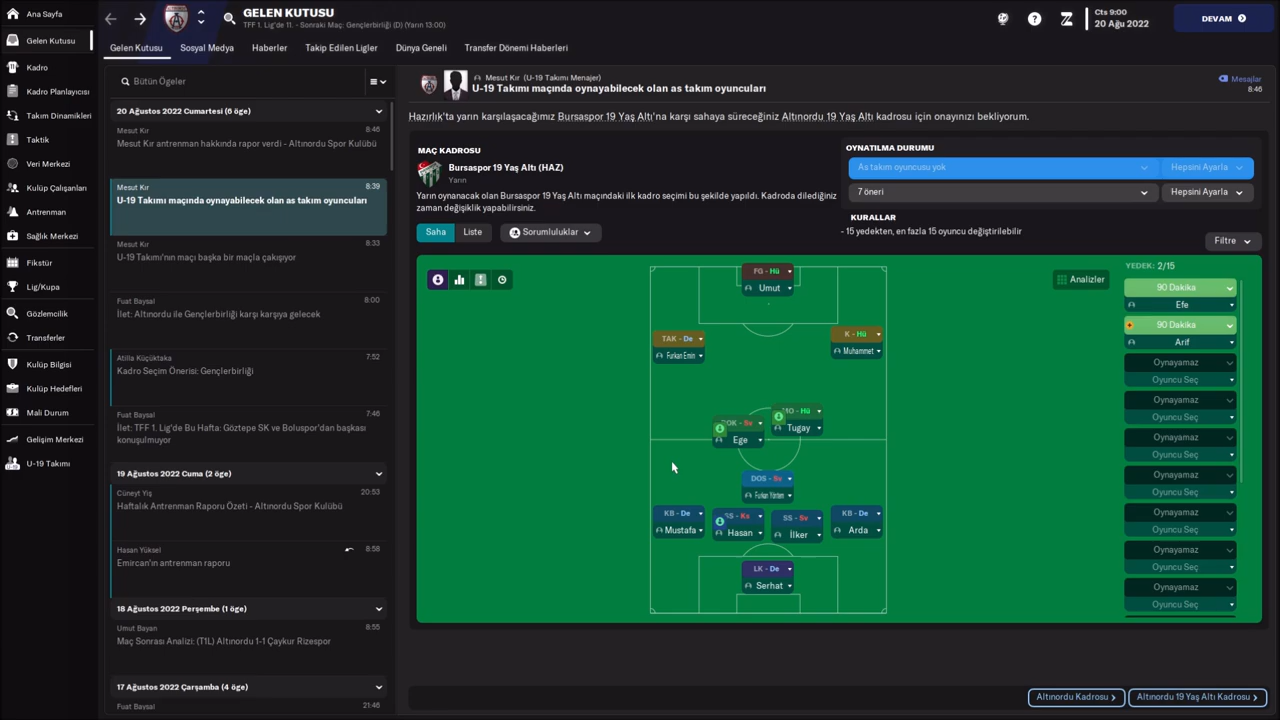 Ana Sayfa
Gelen Kutusu
Kadro
Kadro Planlayıcısı
Takım Dinamikleri
Taktik
Veri Merkezi
Kulüp Çalışanları
Antrenman
Sağlık Merkezi
Fikstür
Lig/Kupa
Gözlemcilik
Transferler
Kulüp Bilgisi
Kulüp Hedefleri
Mali Durum
Gelişim Merkezi
U-19 Takımı
GELEN KUTUSU
TFF 1. Lig'de 11. - Sonraki Maç: Gençlerbirliği (D) (Yarın 13:00)
Cts 9:00
20 Ağu 2022
DEVAM
Gelen Kutusu
Sosyal Medya
Haberler
Takip Edilen Ligler
Dünya Geneli
Transfer Dönemi Haberleri
Bütün Ögeler
20 Ağustos 2022 Cumartesi (6 öge)
Mesut Kır 8:46
Mesut Kır antrenman hakkında rapor verdi - Altınordu Spor Kulübü
Mesut Kır 8:39
U-19 Takımı maçında oynayabilecek olan as takım oyuncuları
Mesut Kır 8:33
U-19 Takımı'nın maçı başka bir maçla çakışıyor
Fuat Baysal 8:00
İlet: Altınordu ile Gençlerbirliği karşı karşıya gelecek
Atilla Küçüktaka 7:52
Kadro Seçim Önerisi: Gençlerbirliği
Fuat Baysal 7:46
İlet: TFF 1. Lig'de Bu Hafta: Göztepe SK ve Boluspor'dan başkası
konuşulmuyor
19 Ağustos 2022 Cuma (2 öge)
Cüneyt Yiş 20:53
Haftalık Antrenman Raporu Özeti - Altınordu Spor Kulübü
Hasan Yüksel 8:58
Emircan'ın antrenman raporu
18 Ağustos 2022 Perşembe (1 öge)
Umut Bayan 8:55
Maç Sonrası Analizi: (T1L) Altınordu 1-1 Çaykur Rizespor
17 Ağustos 2022 Çarşamba (4 öge)
Fuat Baysal 21:46
Mesut Kır (U-19 Takımı Menajer)
U-19 Takımı maçında oynayabilecek olan as takım oyuncuları
Mesajlar
8:46
Hazırlık'ta yarın karşılaşacağımız Bursaspor 19 Yaş Altı'na karşı sahaya süreceğiniz Altınordu 19 Yaş Altı kadrosu için onayınızı bekliyorum.
MAÇ KADROSU
Bursaspor 19 Yaş Altı (HAZ)
Yarın
Yarın oynanacak olan Bursaspor 19 Yaş Altı maçındaki ilk kadro seçimi bu şekilde yapıldı. Kadroda dilediğiniz
zaman değişiklik yapabilirsiniz.
OYNATILMA DURUMU
As takım oyuncusu yok
Hepsini Ayarla
7 öneri
Hepsini Ayarla
KURALLAR
- 15 yedekten, en fazla 15 oyuncu değiştirilebilir
Saha
Liste
Sorumluluklar
Filtre
Analizler
PG - Hü
Umut
TAK - De
Furkan Emin
K - Hü
Muhammet
Sv
Ege
MO - Hü
Tugay
DOS - Sv
Furkan Yöntem
KB - De
Mustafa
SS - Ks
Hasan
SS - Sv
İlker
KB - De
Arda
LK - De
Serhat
YEDEK: 2/15
90 Dakika
Efe
90 Dakika
Arif
Oynayamaz
Oyuncu Seç
Oynayamaz
Oyuncu Seç
Oynayamaz
Oyuncu Seç
Oynayamaz
Oyuncu Seç
Oynayamaz
Oyuncu Seç
Oynayamaz
Oyuncu Seç
Oynayamaz
Oyuncu Seç
Altınordu Kadrosu
Altınordu 19 Yaş Altı Kadrosu